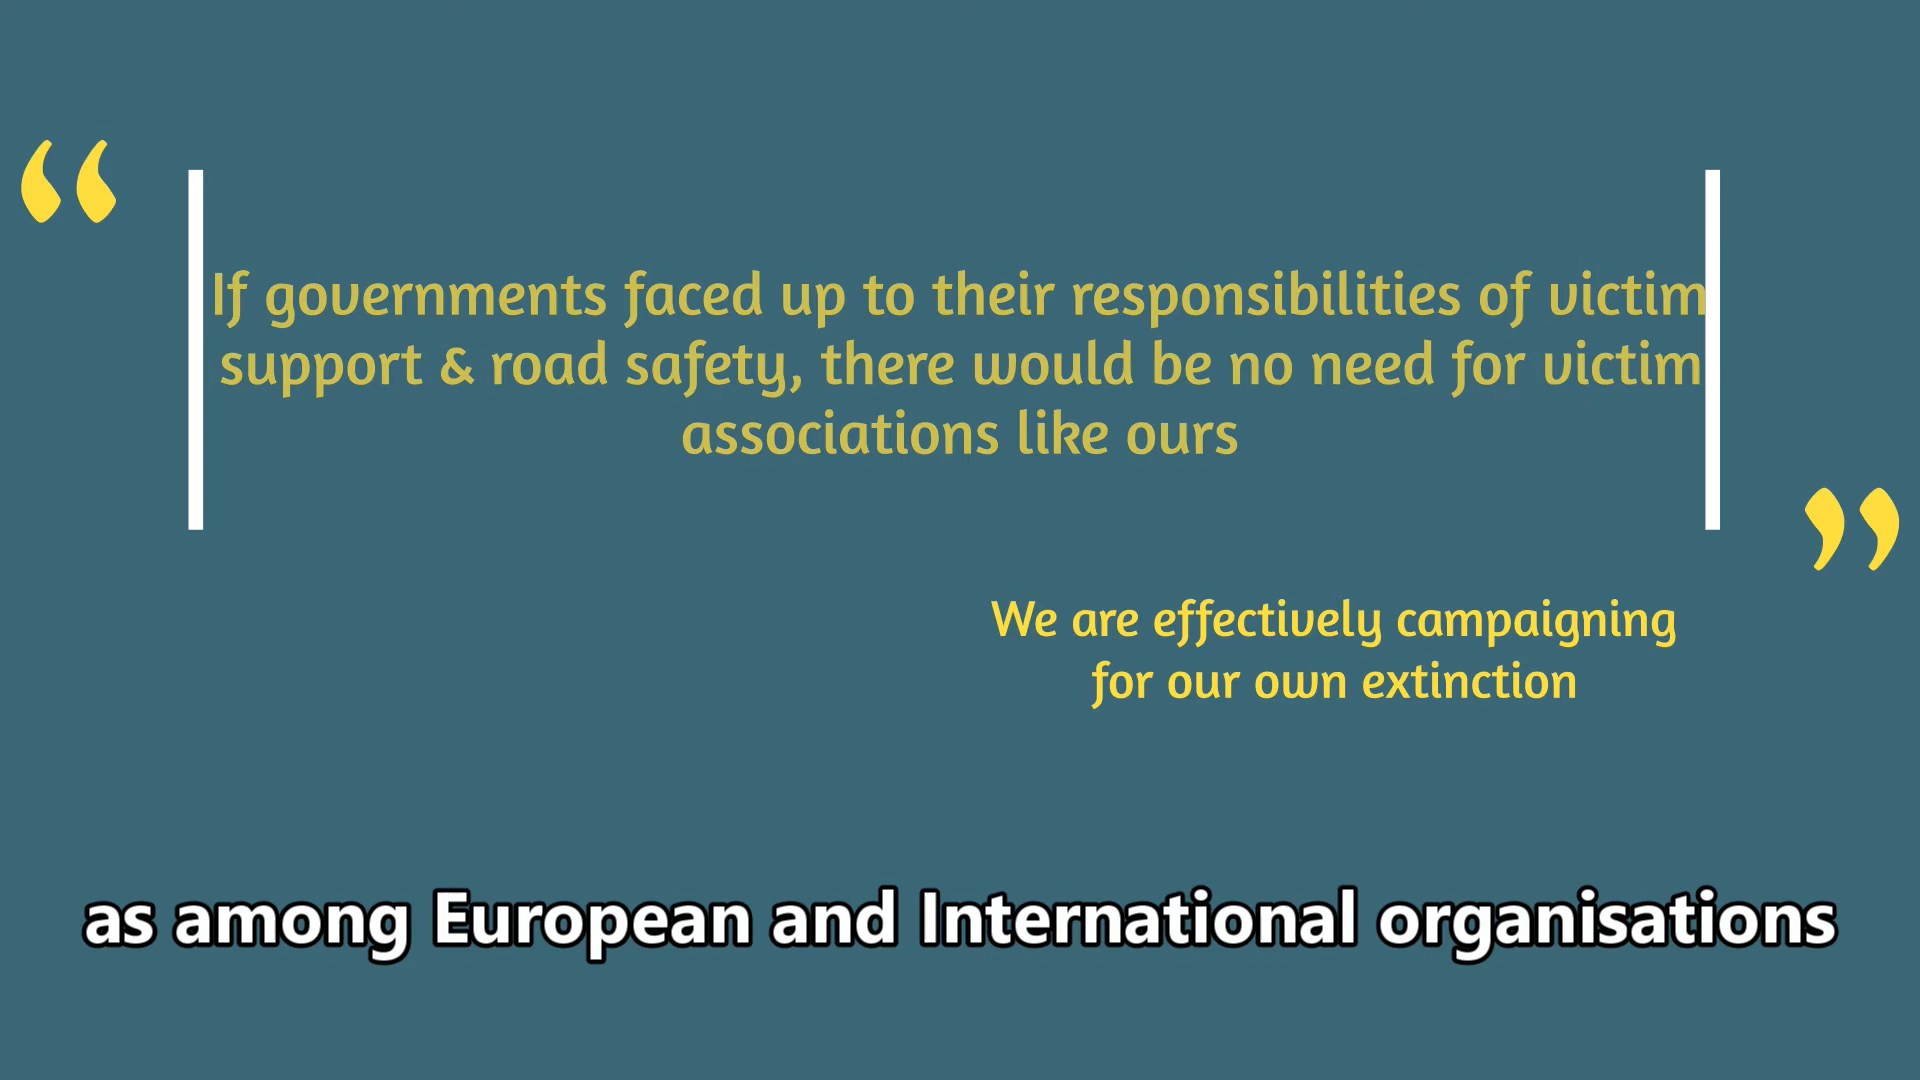 “
If governments faced up to their responsibilities of victim
support & road safety, there would be no need for victim
associations like ours
”
We are effectively campaigning
for our own extinction
as among European and International organisations